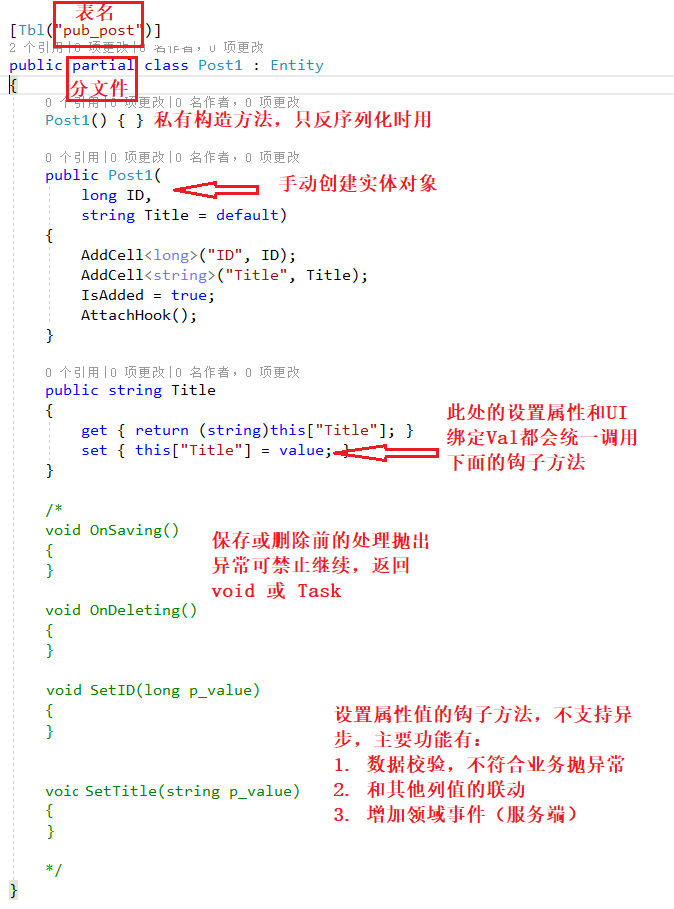 表名
[Tbl("pub_post")]
2 个引用|0 项更改|0 名作者，0 项更改
public partial class Post1 : Entity
{
分文件
0 个引用|0 项更改|0 名作者，0 项更改
Post1() { } 私有构造方法，只反序列化时用
0 个引用|0 项更改|0 名作者，0 项更改
public Post1(
long ID,
手动创建实体对象
string Title = default)
{
AddCell<long>("ID", ID);
AddCell<string>("Title", Title);
IsAdded = true;
AttachHook();
}
0 个引用|0 项更改|0 名作者，0 项更改
public string Title
{
get { return (string)this["Title"]; }
set { this["Title"] = value; }
}
此处的设置属性和UI
绑定Val都会统一调用
下面的钩子方法
/*
void OnSaving()
{
}
保存或删除前的处理抛出
异常可禁止继续，返回
void 或 Task
void OnDeleting()
{
}
void SetID(long p_value)
{
}
设置属性值的钩子方法，不支持异
步，主要功能有：
1. 数据校验，不符合业务抛异常
2. 和其他列值的联动
3. 增加领域事件（服务端）
void SetTitle(string p_value)
{
}
*/
}